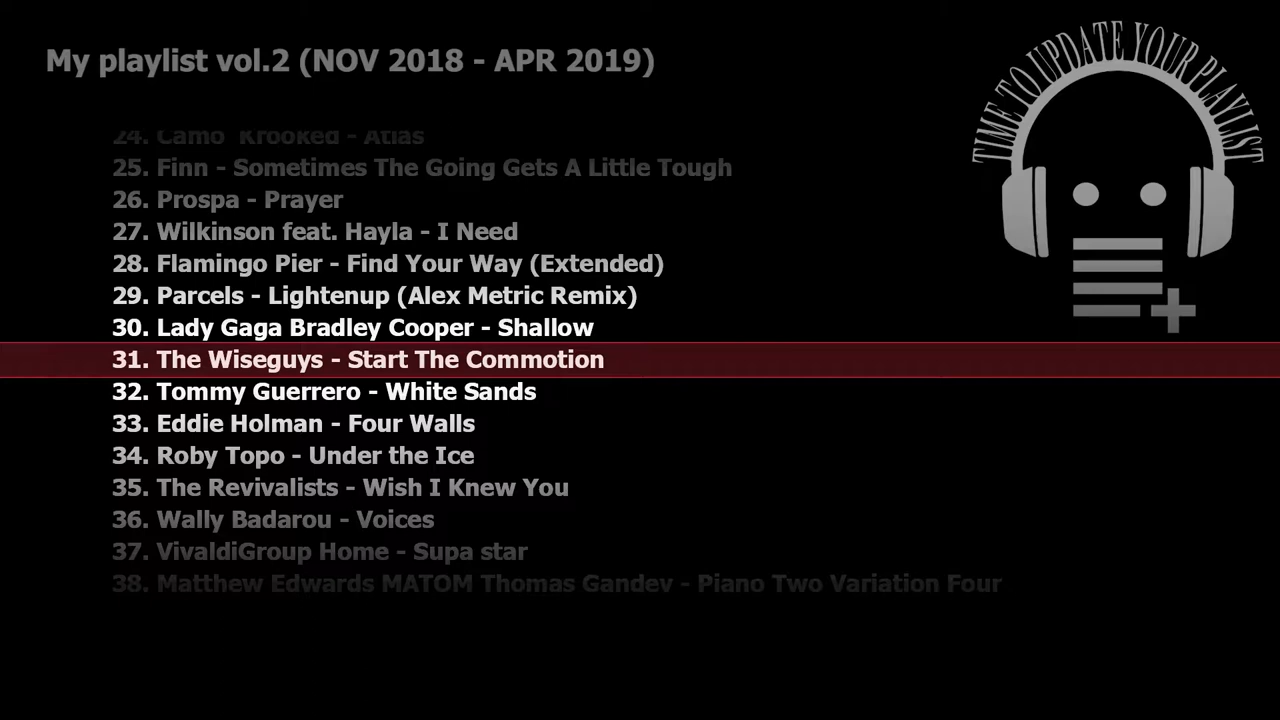 My playlist vol.2 (NOV 2018 - APR 2019)
TIME TO UPDATE YOUR PLAYLIST
24. Camo  Krooked - Atlas
25. Finn - Sometimes The Going Gets A Little Tough
26. Prospa - Prayer
27. Wilkinson feat. Hayla - I Need
28. Flamingo Pier - Find Your Way (Extended)
29. Parcels - Lightenup (Alex Metric Remix)
30. Lady Gaga Bradley Cooper - Shallow
31. The Wiseguys - Start The Commotion
32. Tommy Guerrero - White Sands
33. Eddie Holman - Four Walls
34. Roby Topo - Under the Ice
35. The Revivalists - Wish I Knew You
36. Wally Badarou - Voices
37. VivaldiGroup Home - Supa star
38. Matthew Edwards MATOM Thomas Gandev - Piano Two Variation Four